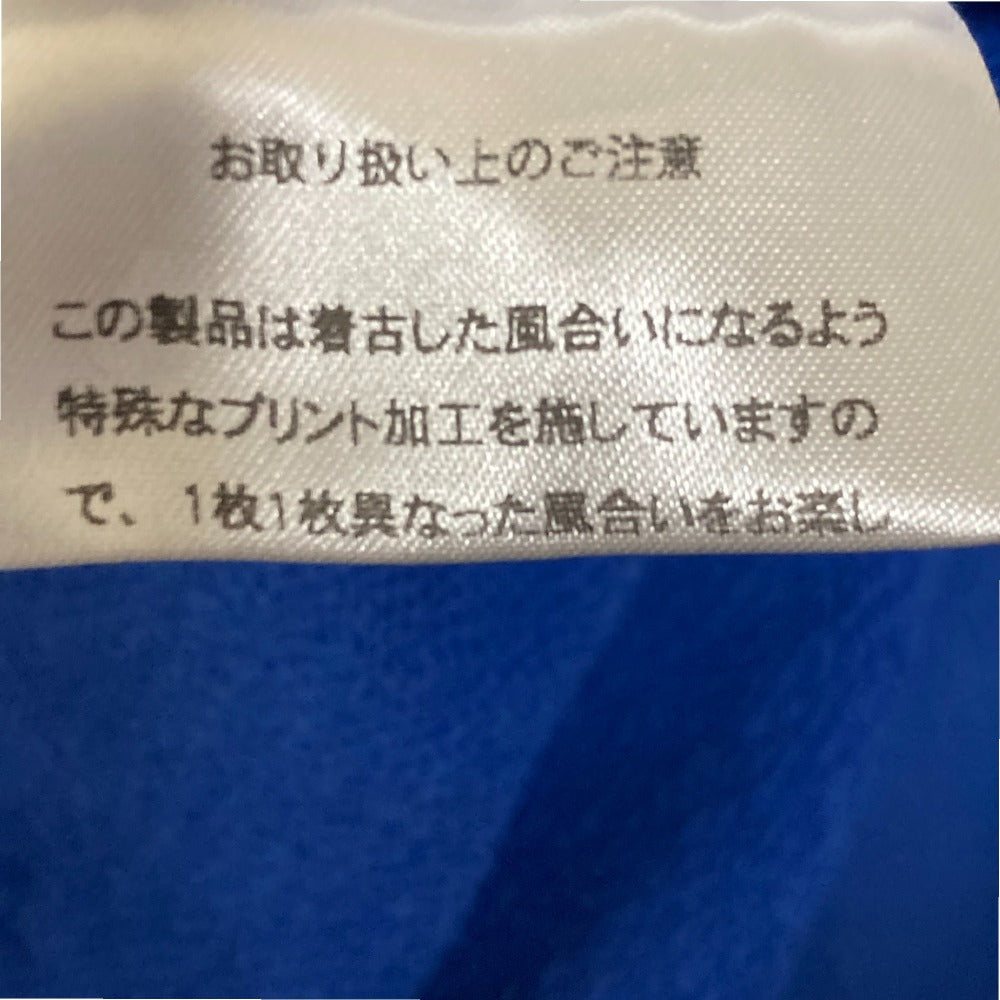 お取り扱い上のご注意
この製品は着古した風合いになるよう
特殊なプリント加工を施していますの
で、1枚1枚異なった風合いをお楽し